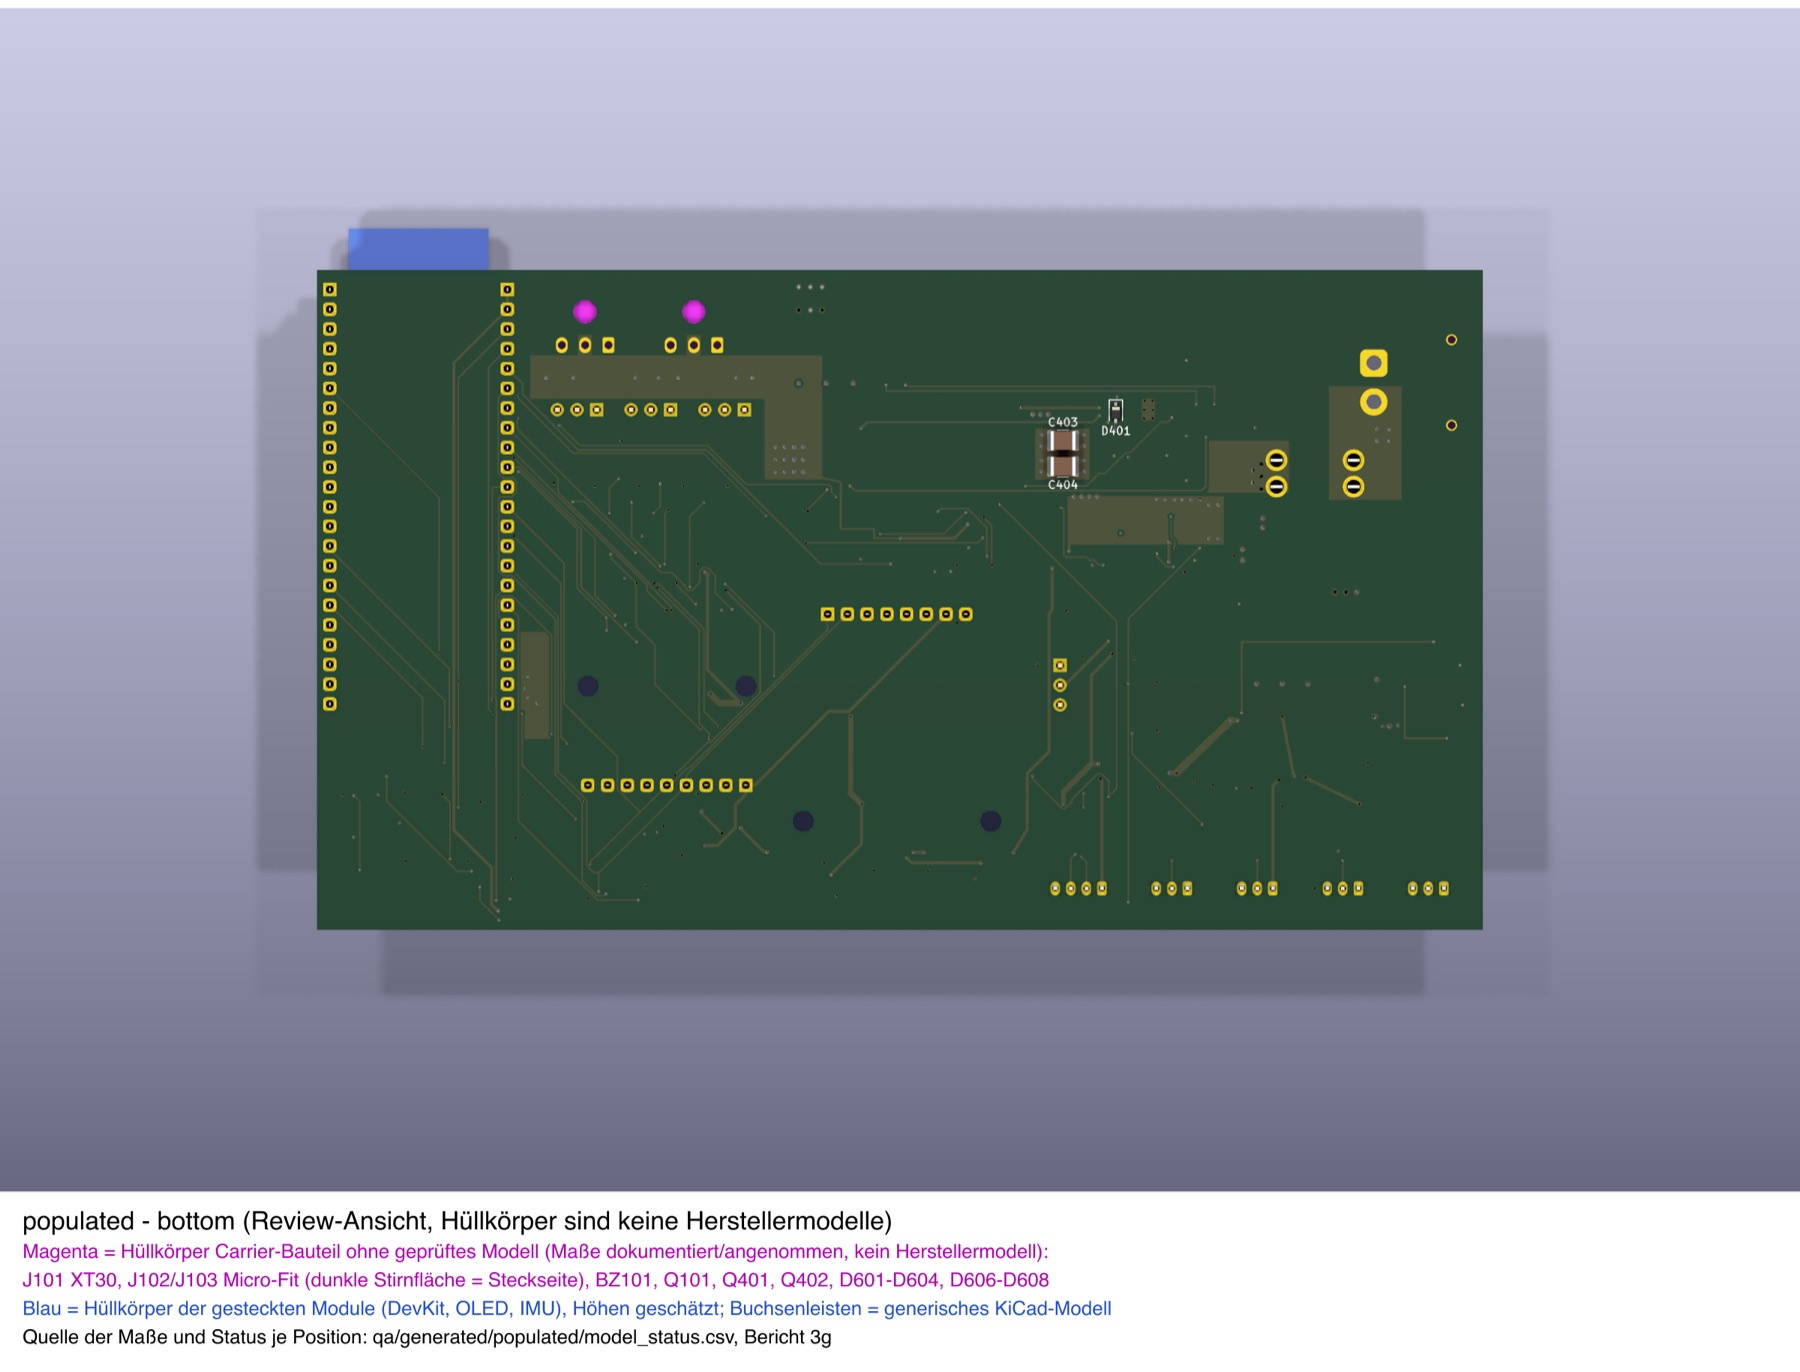 C403
D401
C404
populated - bottom (Review-Ansicht, Hüllkörper sind keine Herstellermodelle)
Magenta = Hüllkörper Carrier-Bauteil ohne geprüftes Modell (Maße dokumentiert/angenommen, kein Herstellermodell):
J101 XT30, J102/J103 Micro-Fit (dunkle Stirnfläche = Steckseite), BZ101, Q101, Q401, Q402, D601-D604, D606-D608
Blau = Hüllkörper der gesteckten Module (DevKit, OLED, IMU), Höhen geschätzt; Buchsenleisten = generisches KiCad-Modell
Quelle der Maße und Status je Position: qa/generated/populated/model_status.csv, Bericht 3g